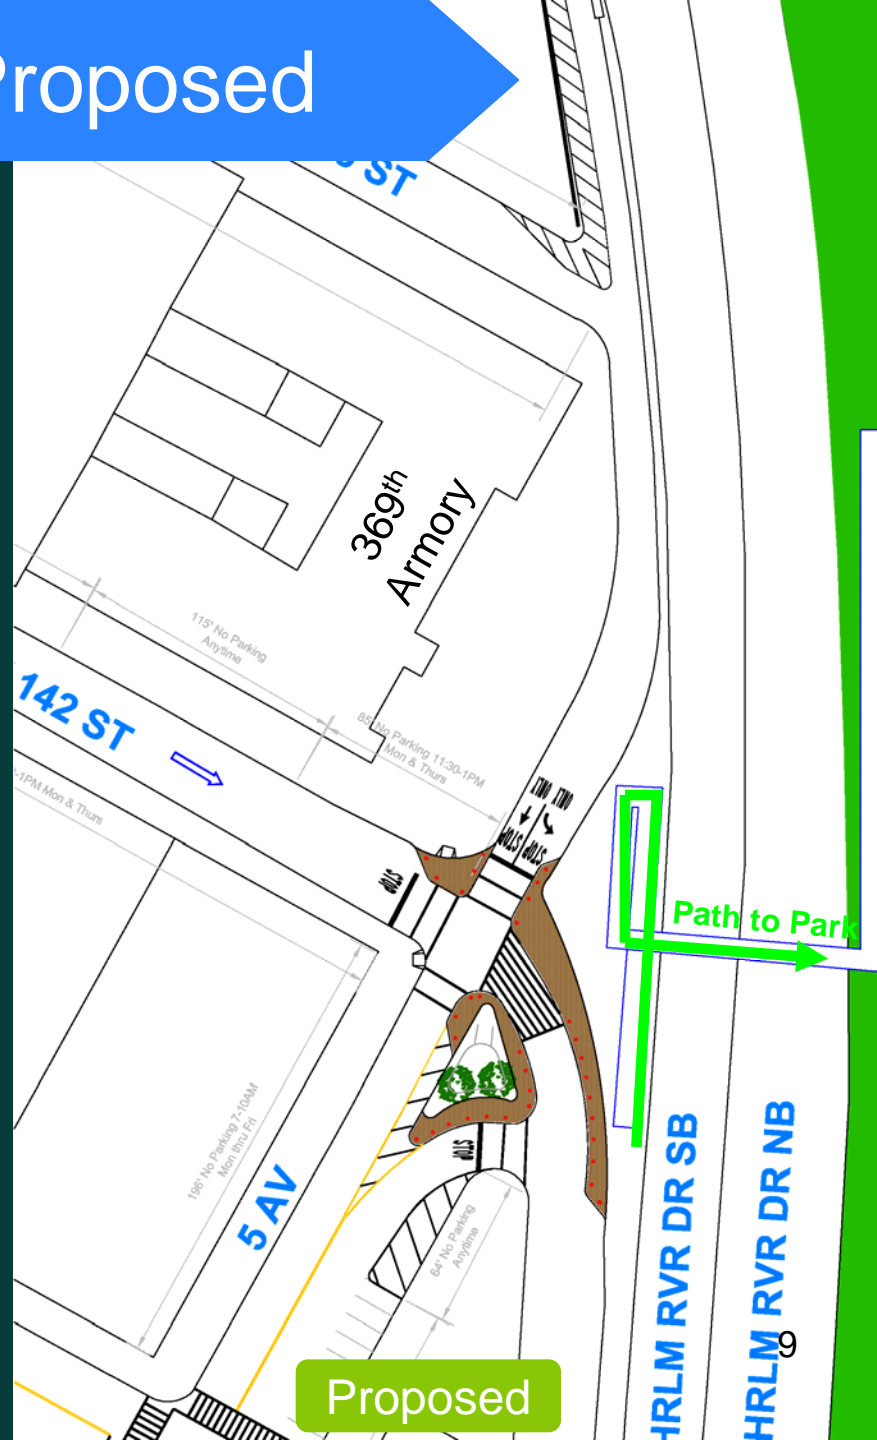 Proposed
ST
369th
Armory
115' No Parking
Anytime
142 ST
85' No Parking 11:30-1PM
Mon & Thurs
-1PM Mon & Thurs
ONLY ONLY
STOP STOP
STOP
Path to Park
196' No Parking 7-10AM
Mon thru Fri
STOP
5 AV
64' No Parking
Anytime
HRLM RVR DR SB
HRLM RVR DR NB
9
Proposed